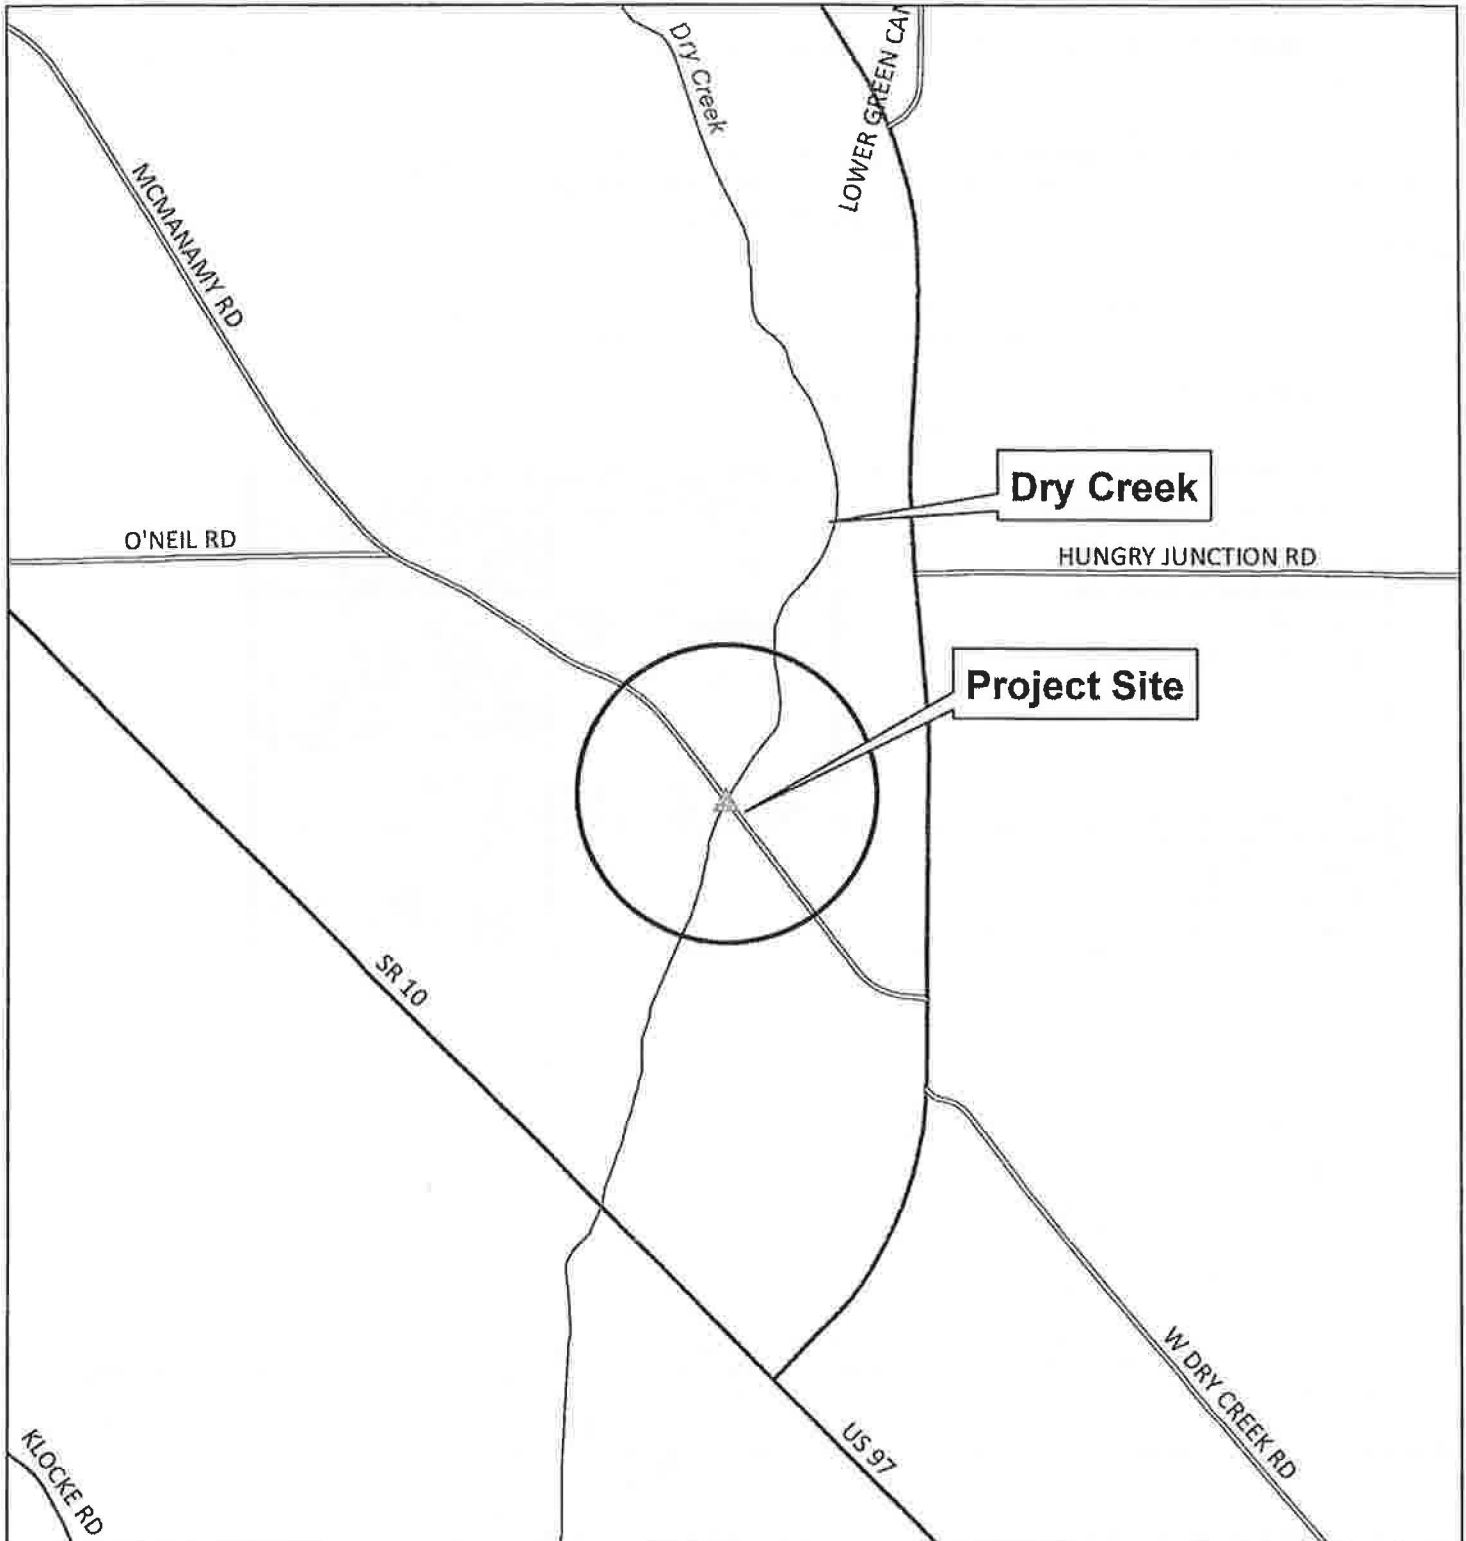 Dry Creek
LOWER GREEN CAN
MCMANAMY RD
Dry Creek
O'NEIL RD
HUNGRY JUNCTION RD
Project Site
SR 10
W DRY CREEK RD
US 97
KLOCKE RD